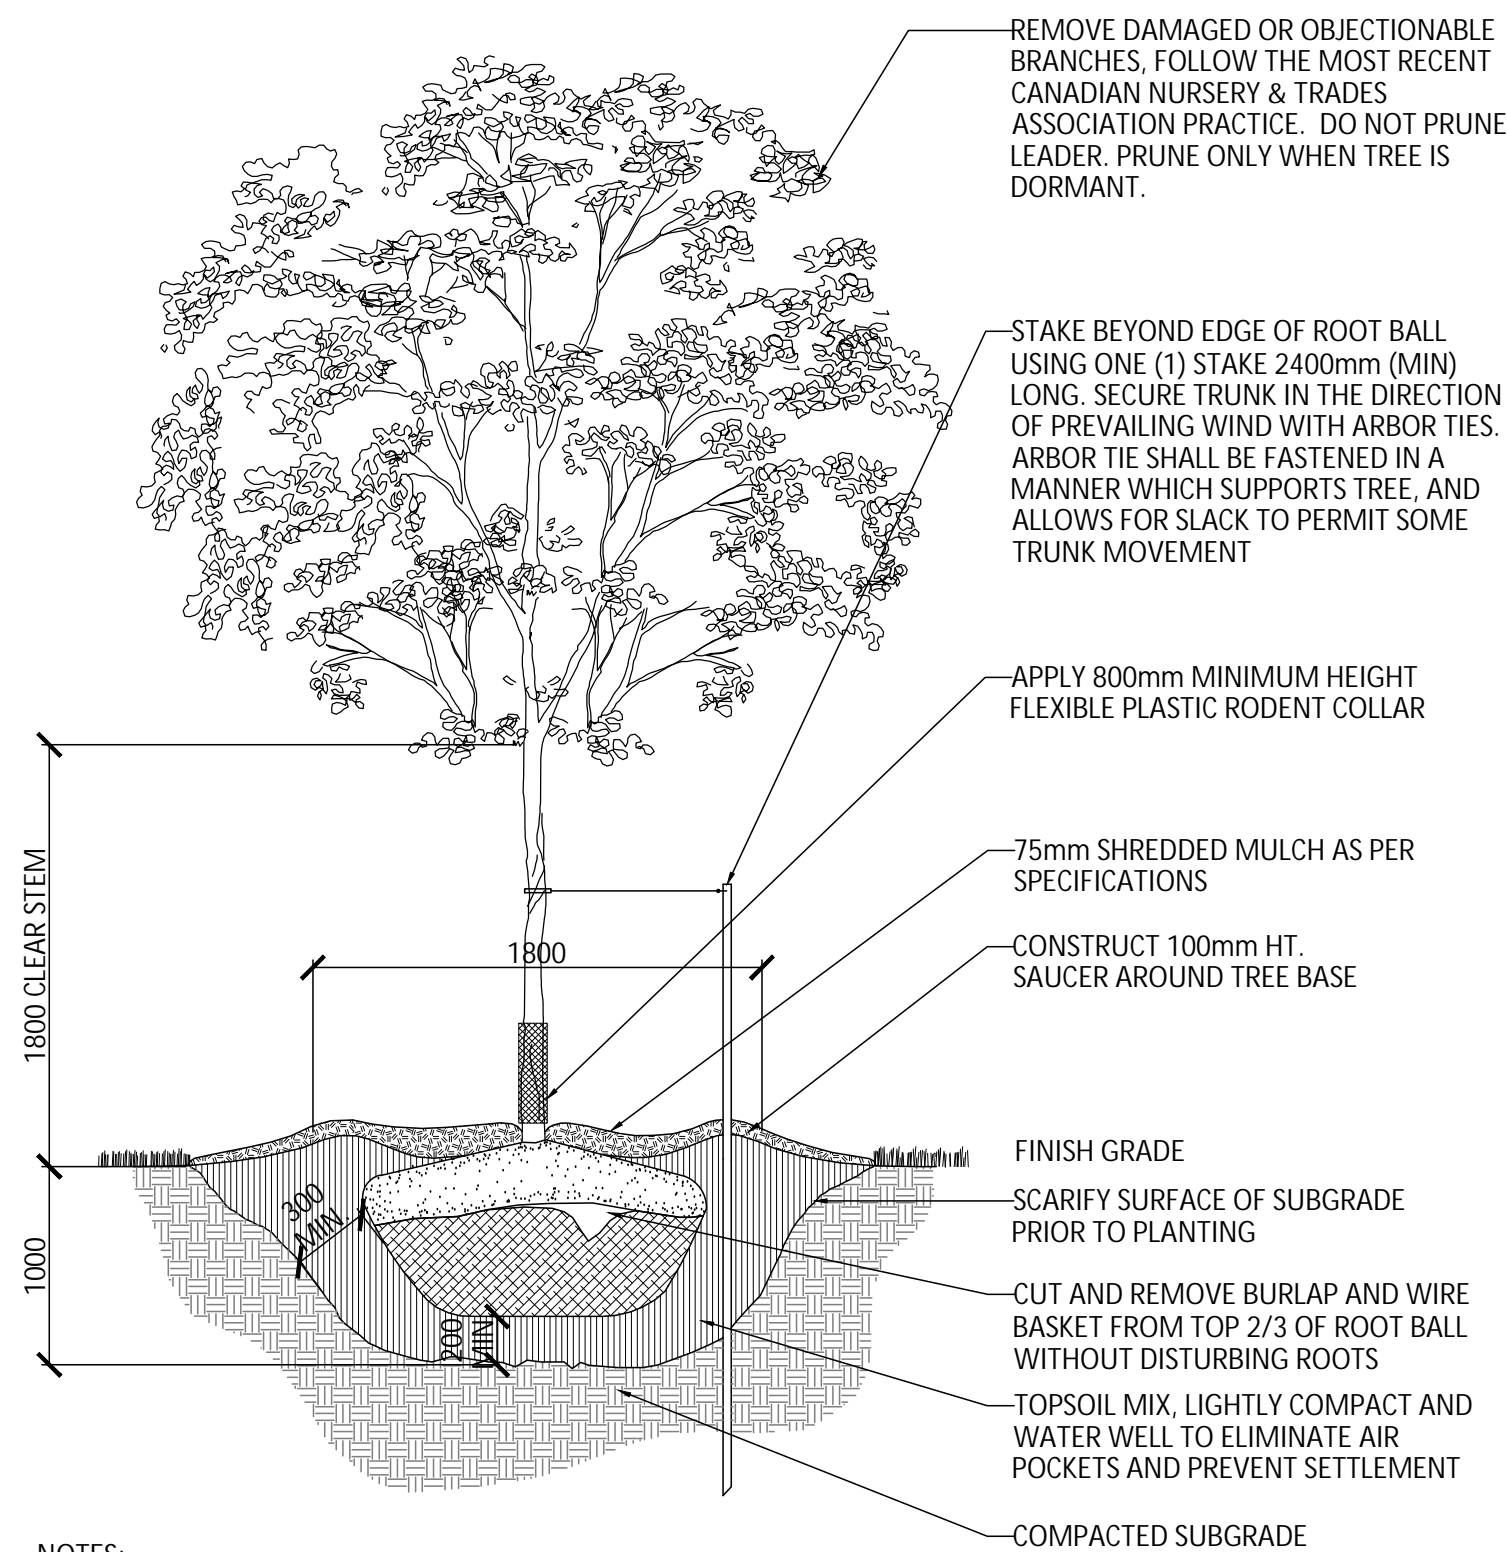 REMOVE DAMAGED OR OBJECTIONABLE
BRANCHES, FOLLOW THE MOST RECENT
CANADIAN NURSERY & TRADES
ASSOCIATION PRACTICE.  DO NOT PRUNE
LEADER. PRUNE ONLY WHEN TREE IS
DORMANT.
STAKE BEYOND EDGE OF ROOT BALL
USING ONE (1) STAKE 2400mm (MIN)
LONG. SECURE TRUNK IN THE DIRECTION
OF PREVAILING WIND WITH ARBOR TIES.
ARBOR TIE SHALL BE FASTENED IN A
MANNER WHICH SUPPORTS TREE, AND
ALLOWS FOR SLACK TO PERMIT SOME
TRUNK MOVEMENT
APPLY 800mm MINIMUM HEIGHT
FLEXIBLE PLASTIC RODENT COLLAR
75mm SHREDDED MULCH AS PER
SPECIFICATIONS
CONSTRUCT 100mm HT.
SAUCER AROUND TREE BASE
FINISH GRADE
SCARIFY SURFACE OF SUBGRADE
PRIOR TO PLANTING
CUT AND REMOVE BURLAP AND WIRE
BASKET FROM TOP 2/3 OF ROOT BALL
WITHOUT DISTURBING ROOTS
TOPSOIL MIX, LIGHTLY COMPACT AND
WATER WELL TO ELIMINATE AIR
POCKETS AND PREVENT SETTLEMENT
COMPACTED SUBGRADE
1800 CLEAR STEM
1800
300
MIN.
1000
200
MIN
NOTES: